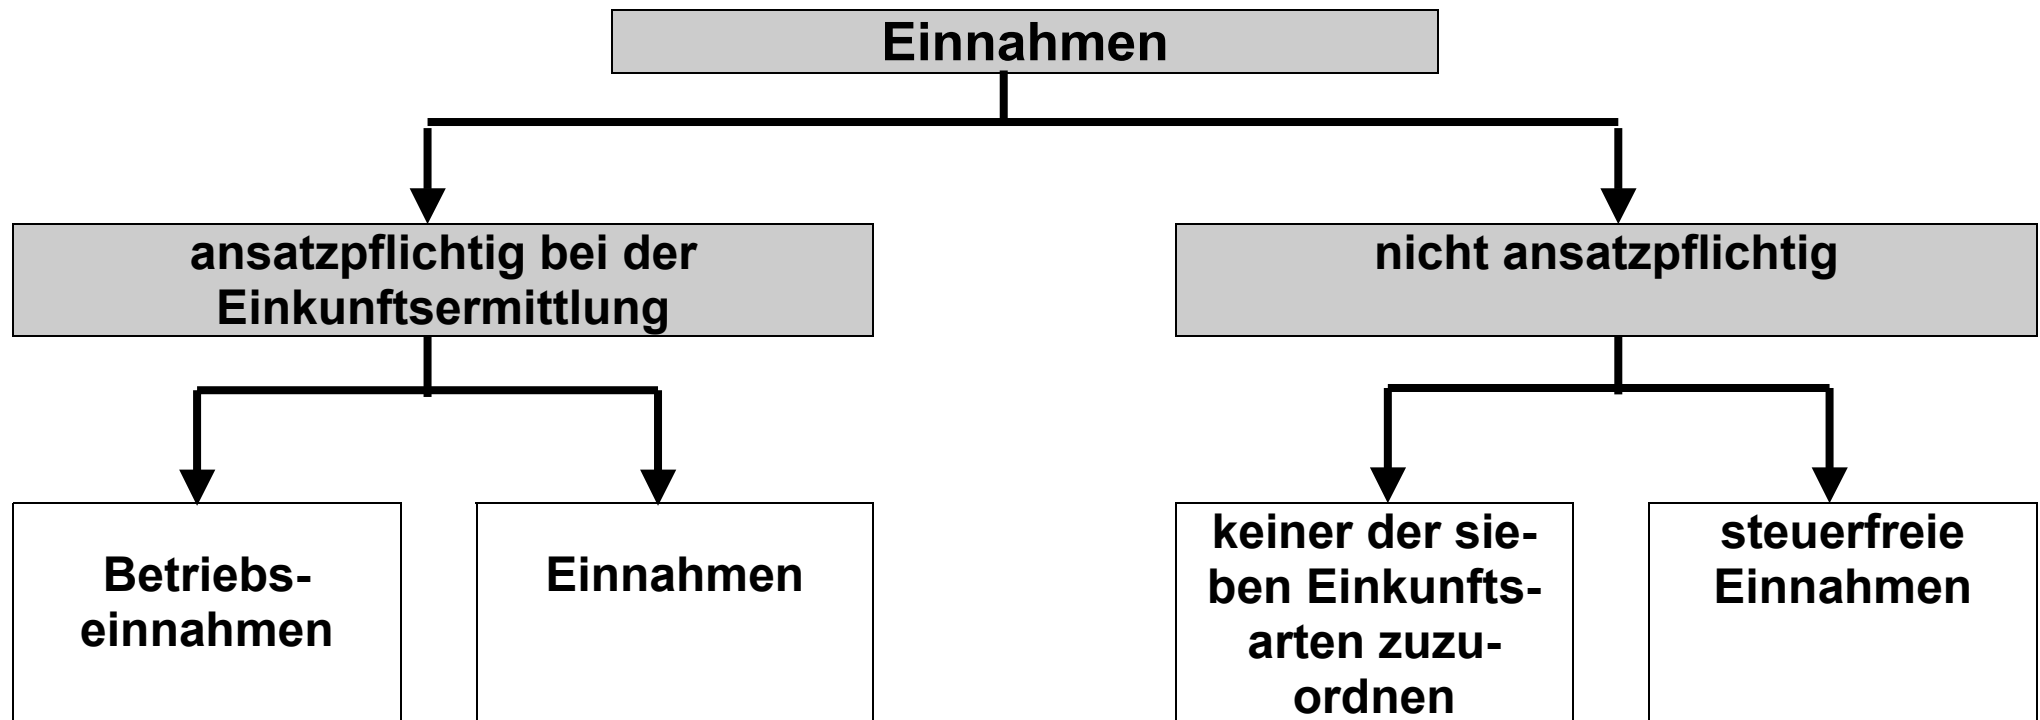 Einnahmen
ansatzpflichtig bei der
Einkunftsermittlung
nicht ansatzpflichtig
Betriebs-
einnahmen
Einnahmen
keiner der sie-
ben Einkunfts-
arten zuzu-
ordnen
steuerfreie
Einnahmen